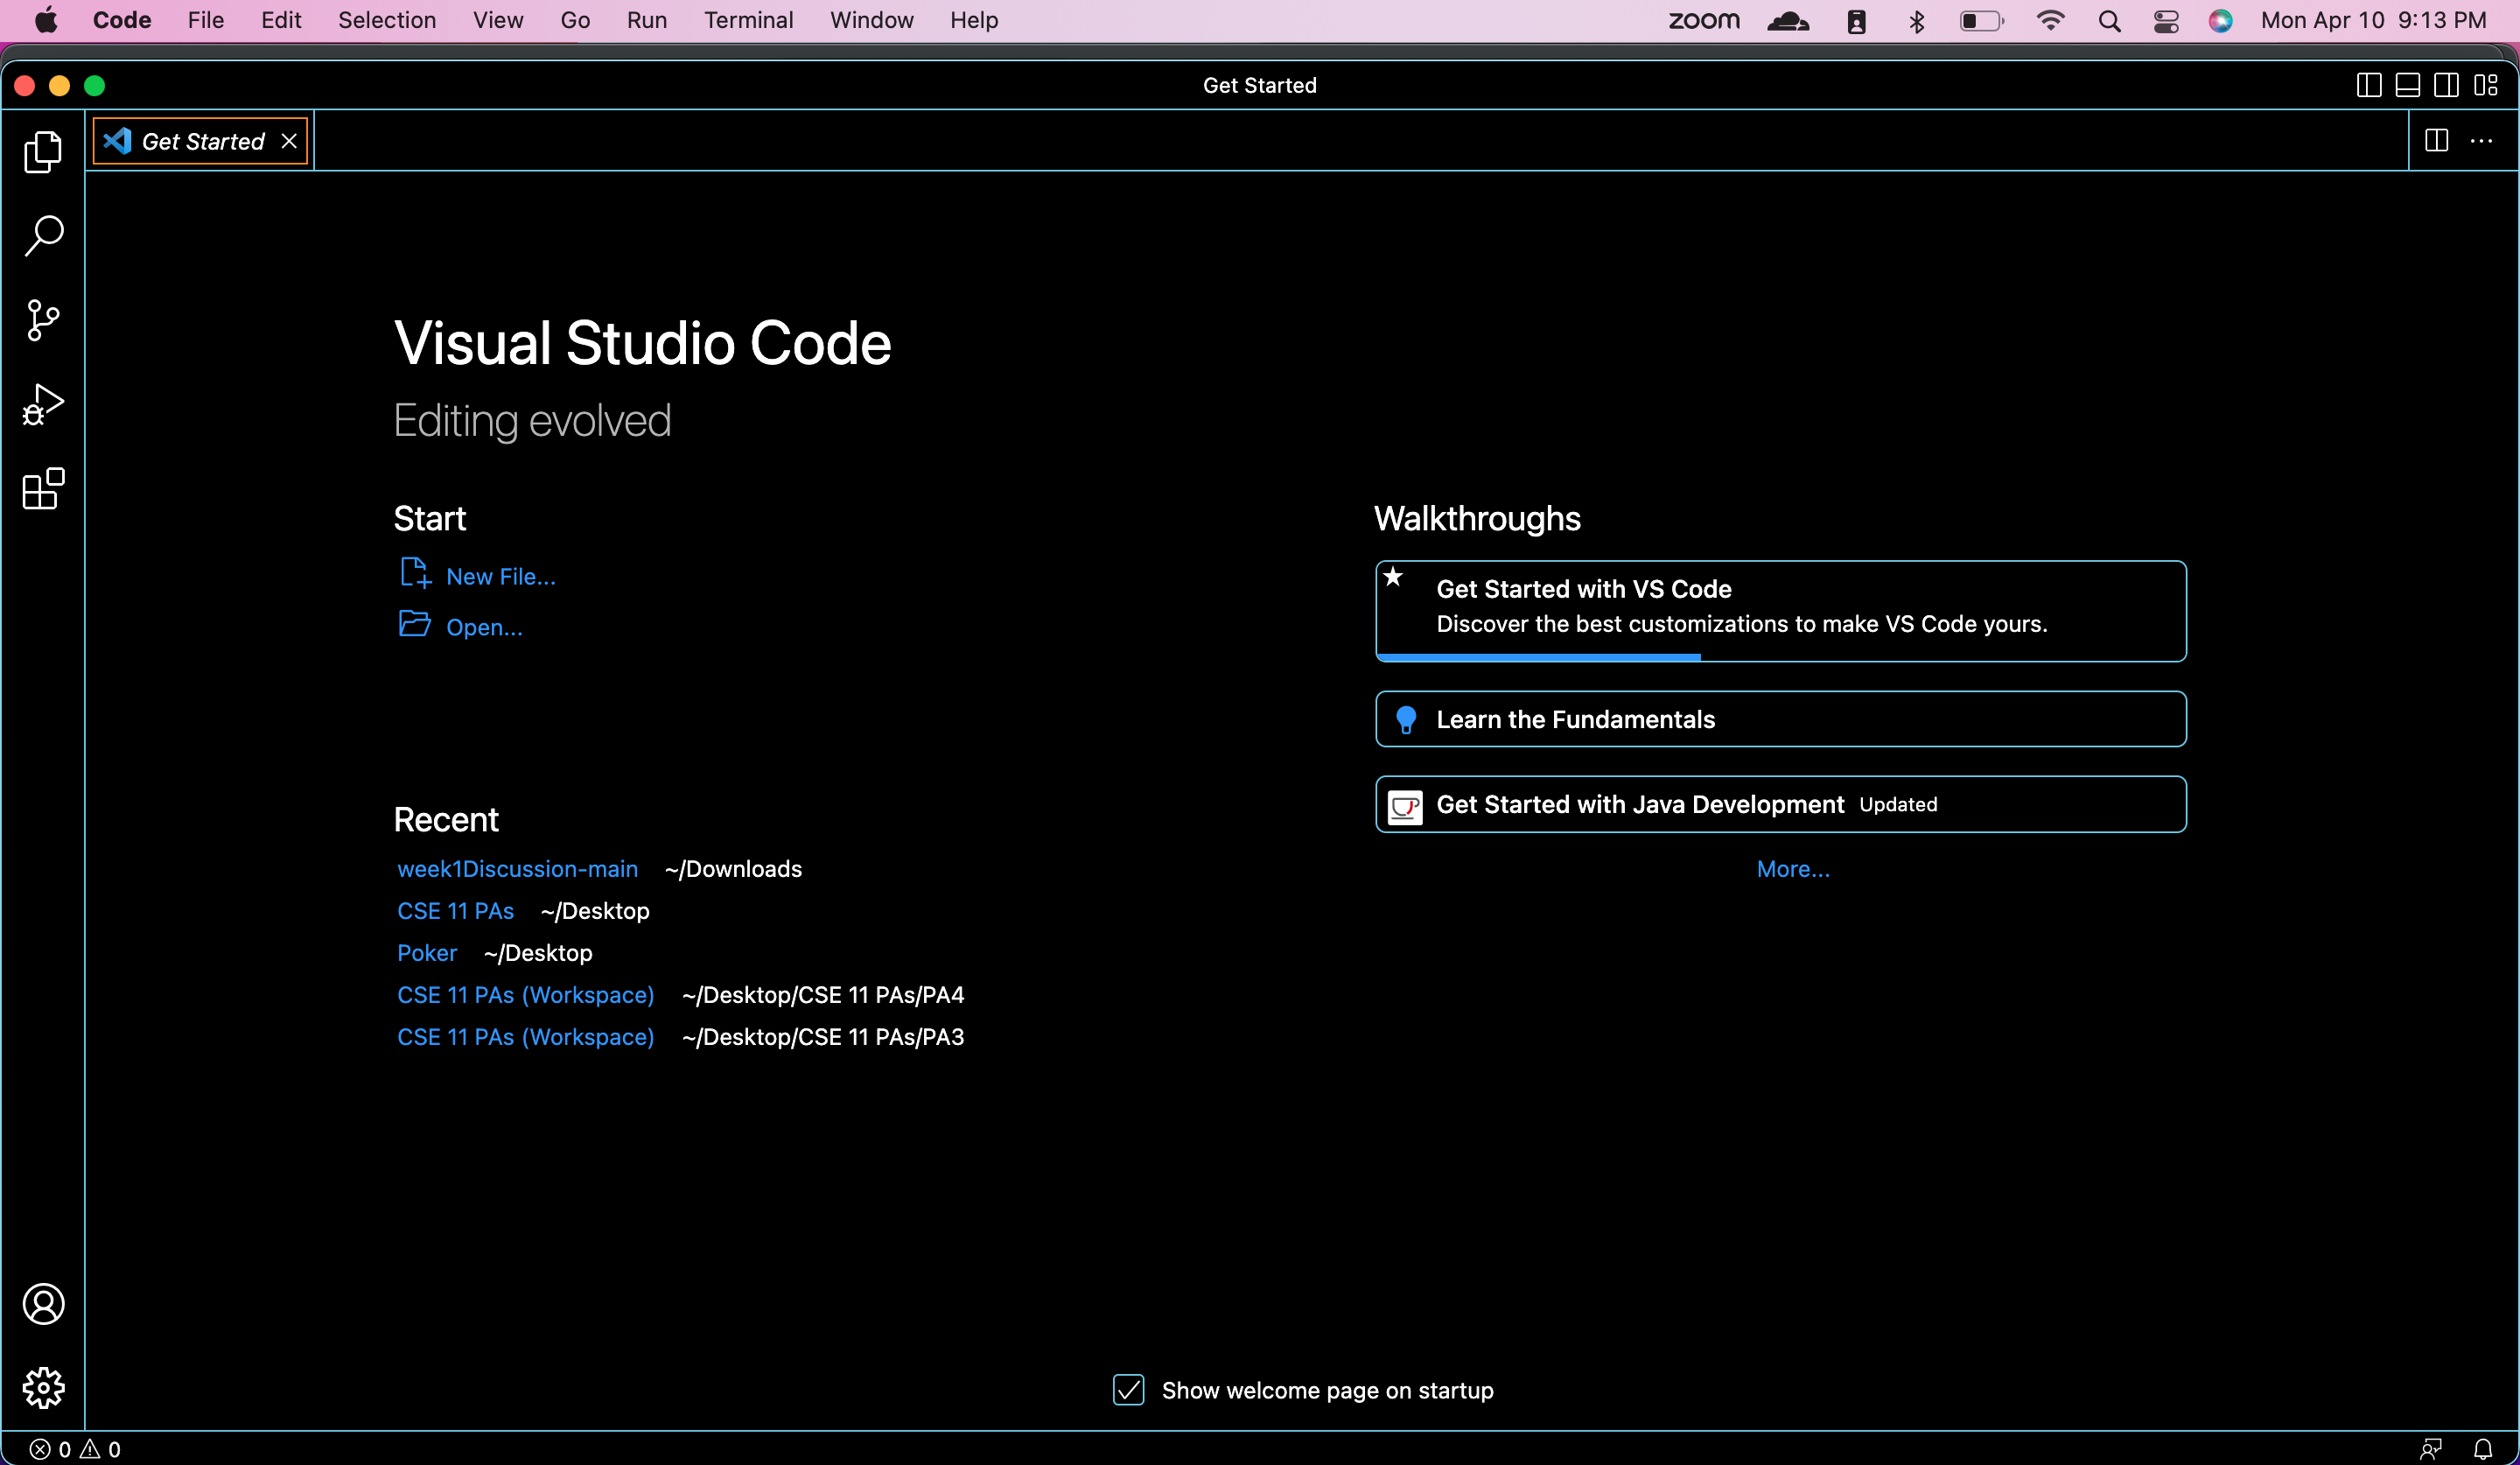 Code File Edit Selection View Go Run Terminal Window Help zoom Mon Apr 10 9:13 PM
Get Started
Get Started
Visual Studio Code
Editing evolved
Start
New File...
Open...
Recent
week1Discussion-main ~/Downloads
CSE 11 PAs ~/Desktop
Poker ~/Desktop
CSE 11 PAs (Workspace) ~/Desktop/CSE 11 PAs/PA4
CSE 11 PAs (Workspace) ~/Desktop/CSE 11 PAs/PA3
Walkthroughs
Get Started with VS Code
Discover the best customizations to make VS Code yours.
Learn the Fundamentals
Get Started with Java Development Updated
More...
Show welcome page on startup
0 0